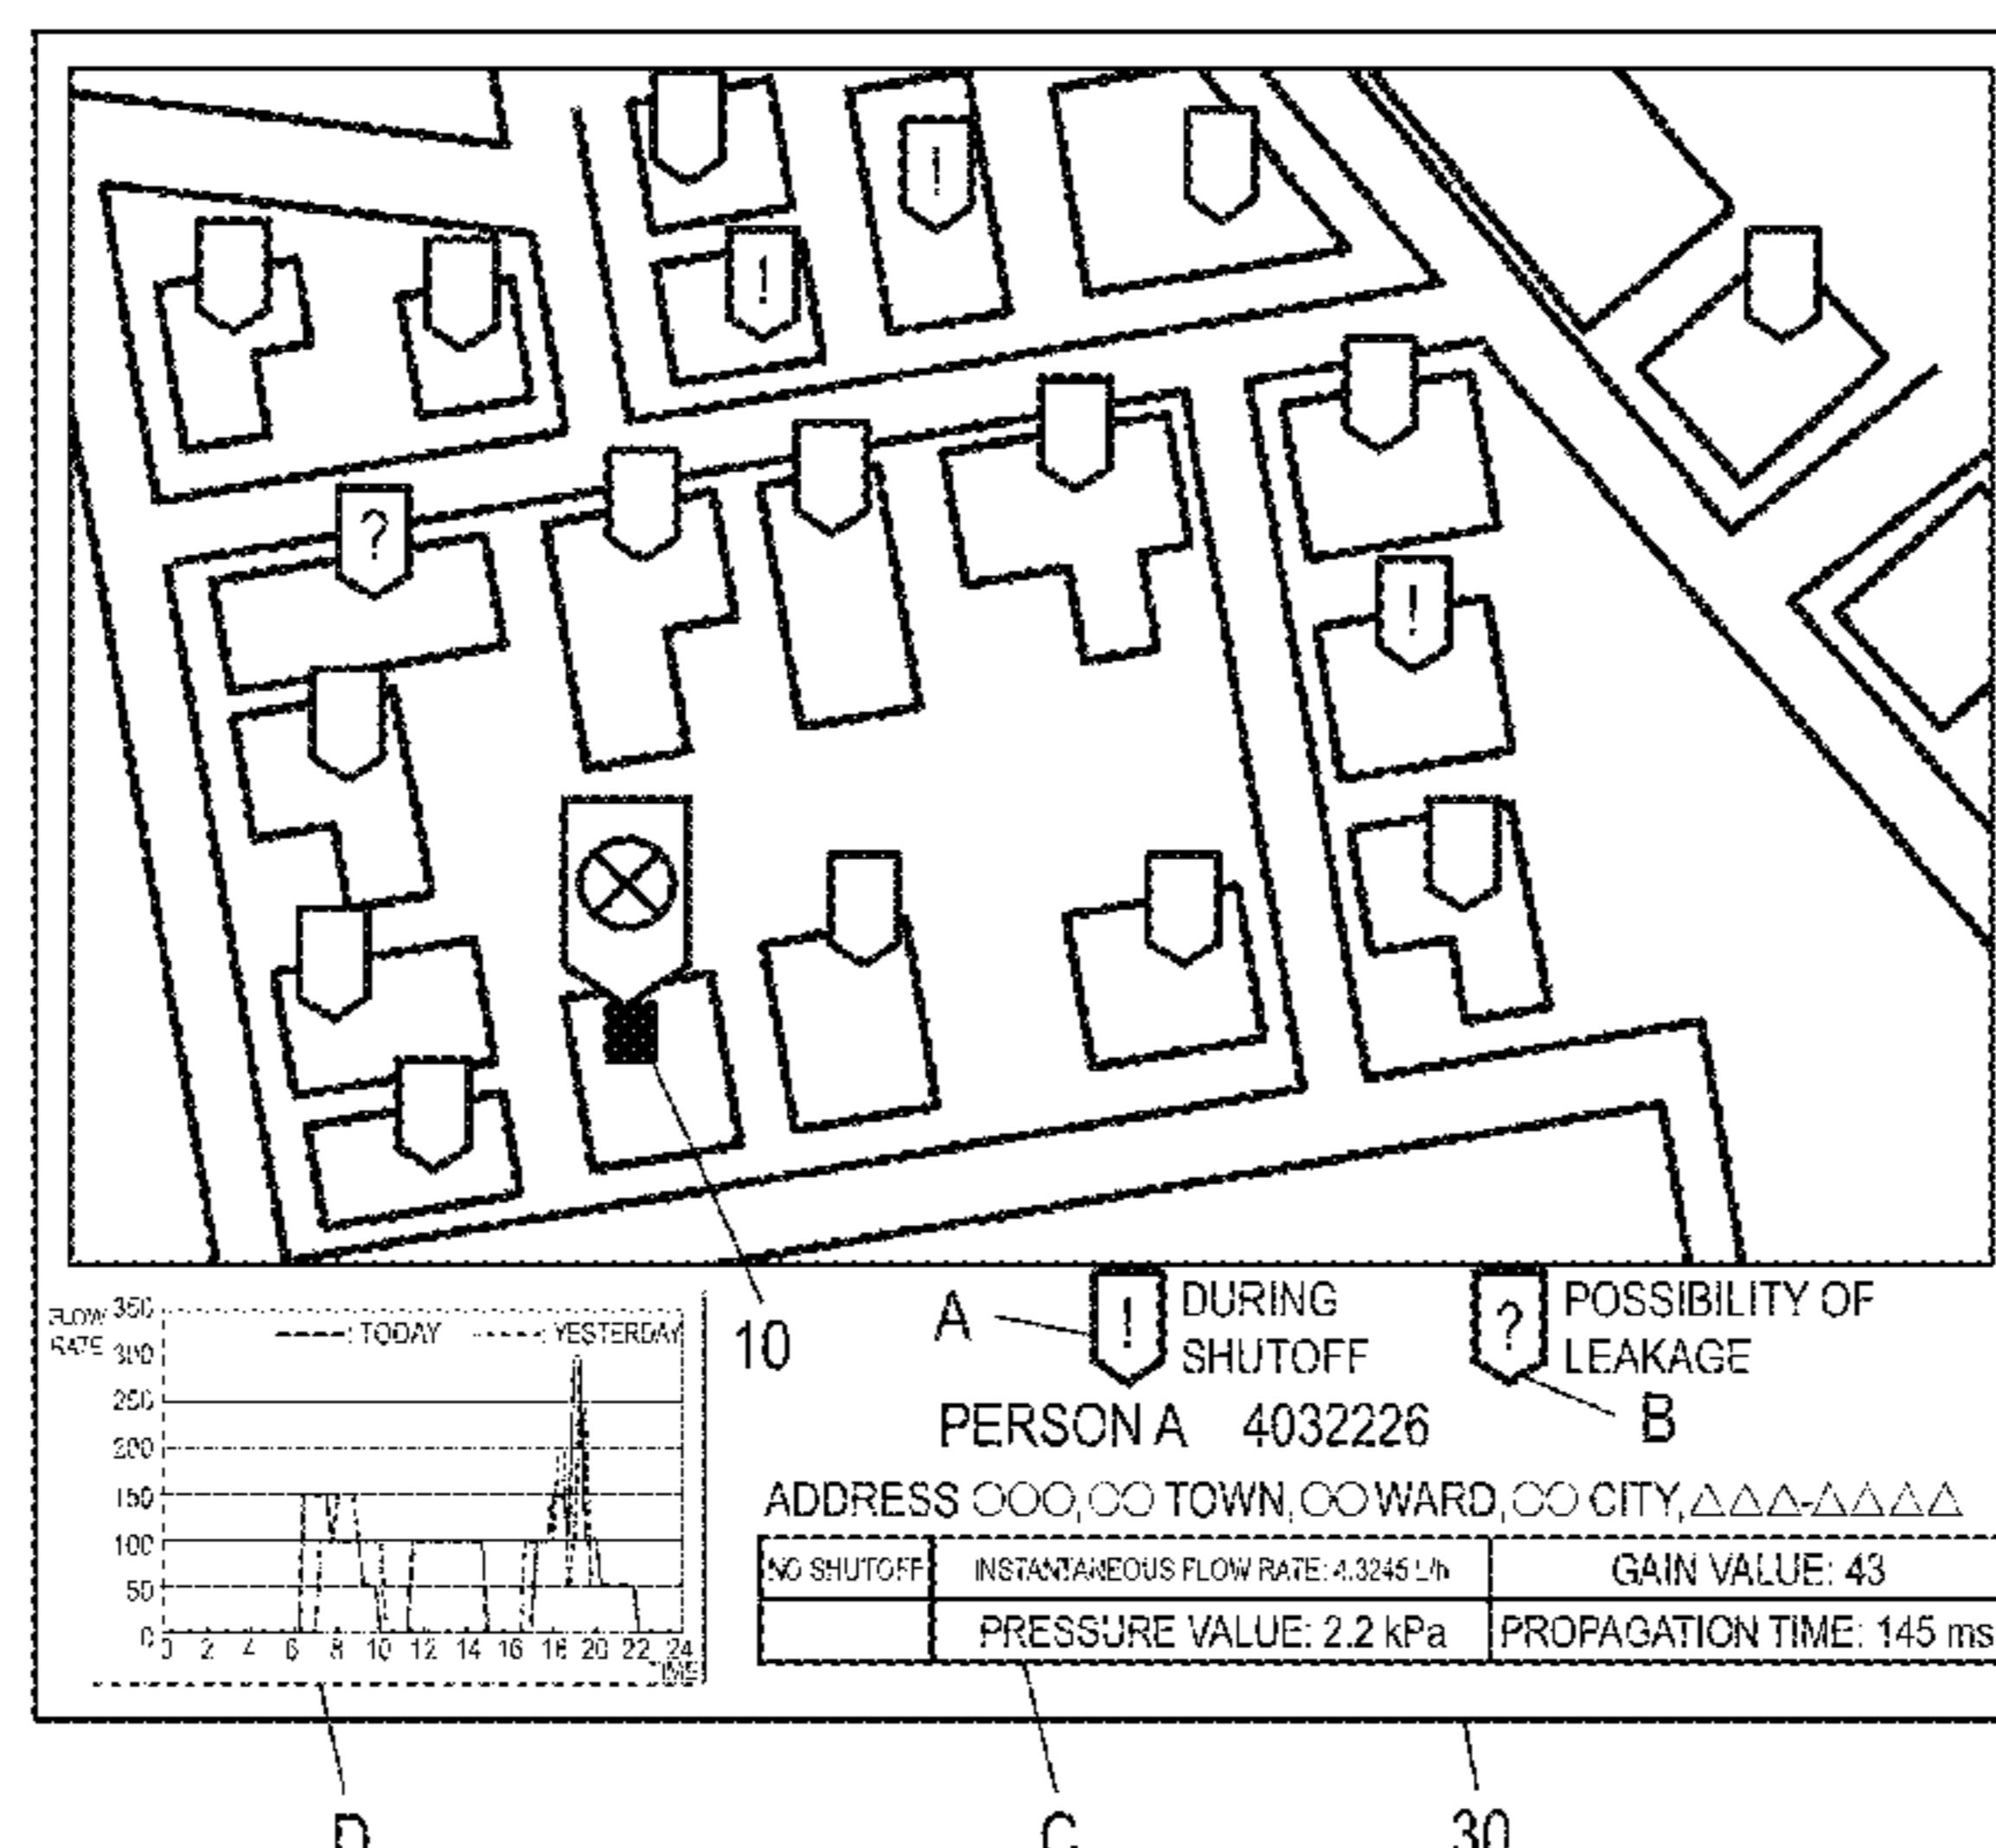 !
!
?
!
10
A
!
DURING
SHUTOFF
?
POSSIBILITY OF
LEAKAGE
B
FLOW
RATE
350
300
250
200
150
100
50
0
TODAY
YESTERDAY
0 2 4 6 8 10 12 14 16 18 20 22 24
TIME
PERSON A 4032226
ADDRESS ○○○,○○ TOWN,○○ WARD,○○ CITY,△△△-△△△△
NO SHUTOFF INSTANTANEOUS FLOW RATE: 4.3245 L/h GAIN VALUE: 43
PRESSURE VALUE: 2.2 kPa PROPAGATION TIME: 145 ms
D
C
30